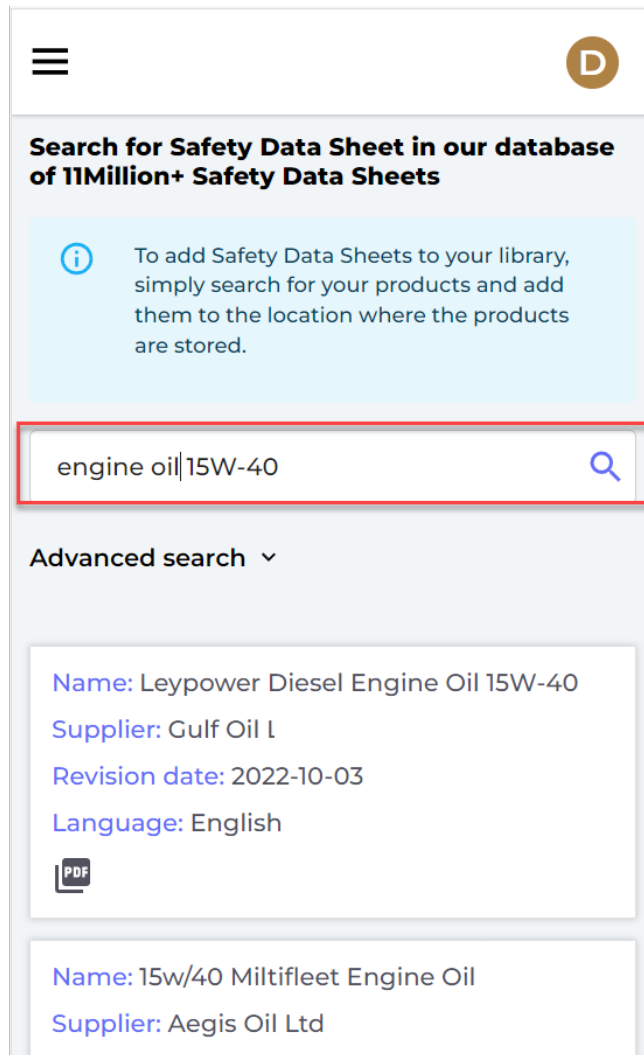 D
Search for Safety Data Sheet in our database
of 11Million+ Safety Data Sheets
To add Safety Data Sheets to your library,
simply search for your products and add
them to the location where the products
are stored.
engine oil 15W-40
Advanced search
Name: Leypower Diesel Engine Oil 15W-40
Supplier: Gulf Oil
Revision date: 2022-10-03
Language: English
PDF
Name: 15w/40 Miltifleet Engine Oil
Supplier: Aegis Oil Ltd